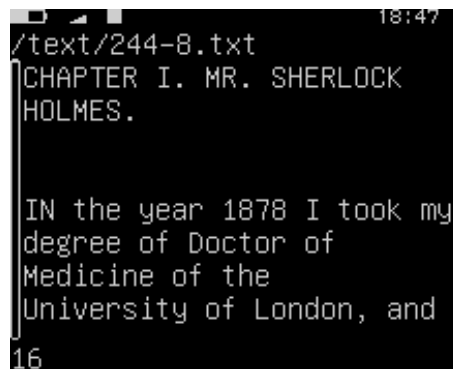 18:47
/text/244-8.txt
CHAPTER I. MR. SHERLOCK
HOLMES.
IN the year 1878 I took my
degree of Doctor of
Medicine of the
University of London, and
16